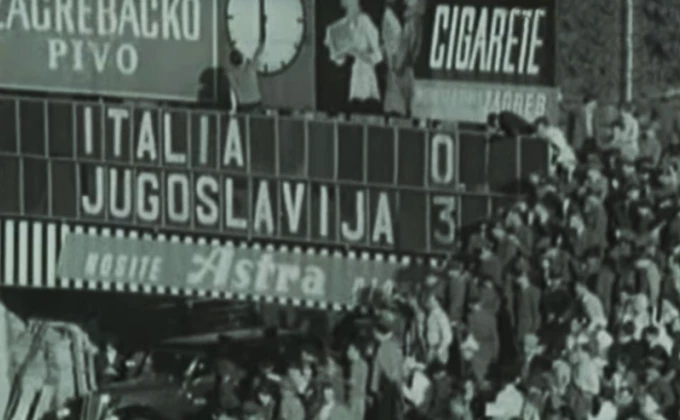 ZAGREBAČKO
PIVO
CIGARETE
ZAGREB
ITALIA 0
JUGOSLAVIJA 3
NOSITE Astra